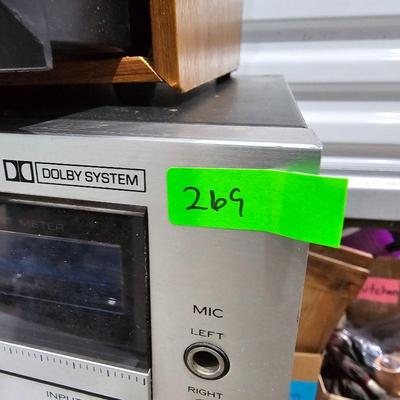 DOLBY SYSTEM
269
METER
MIC
LEFT
RIGHT
INPUT